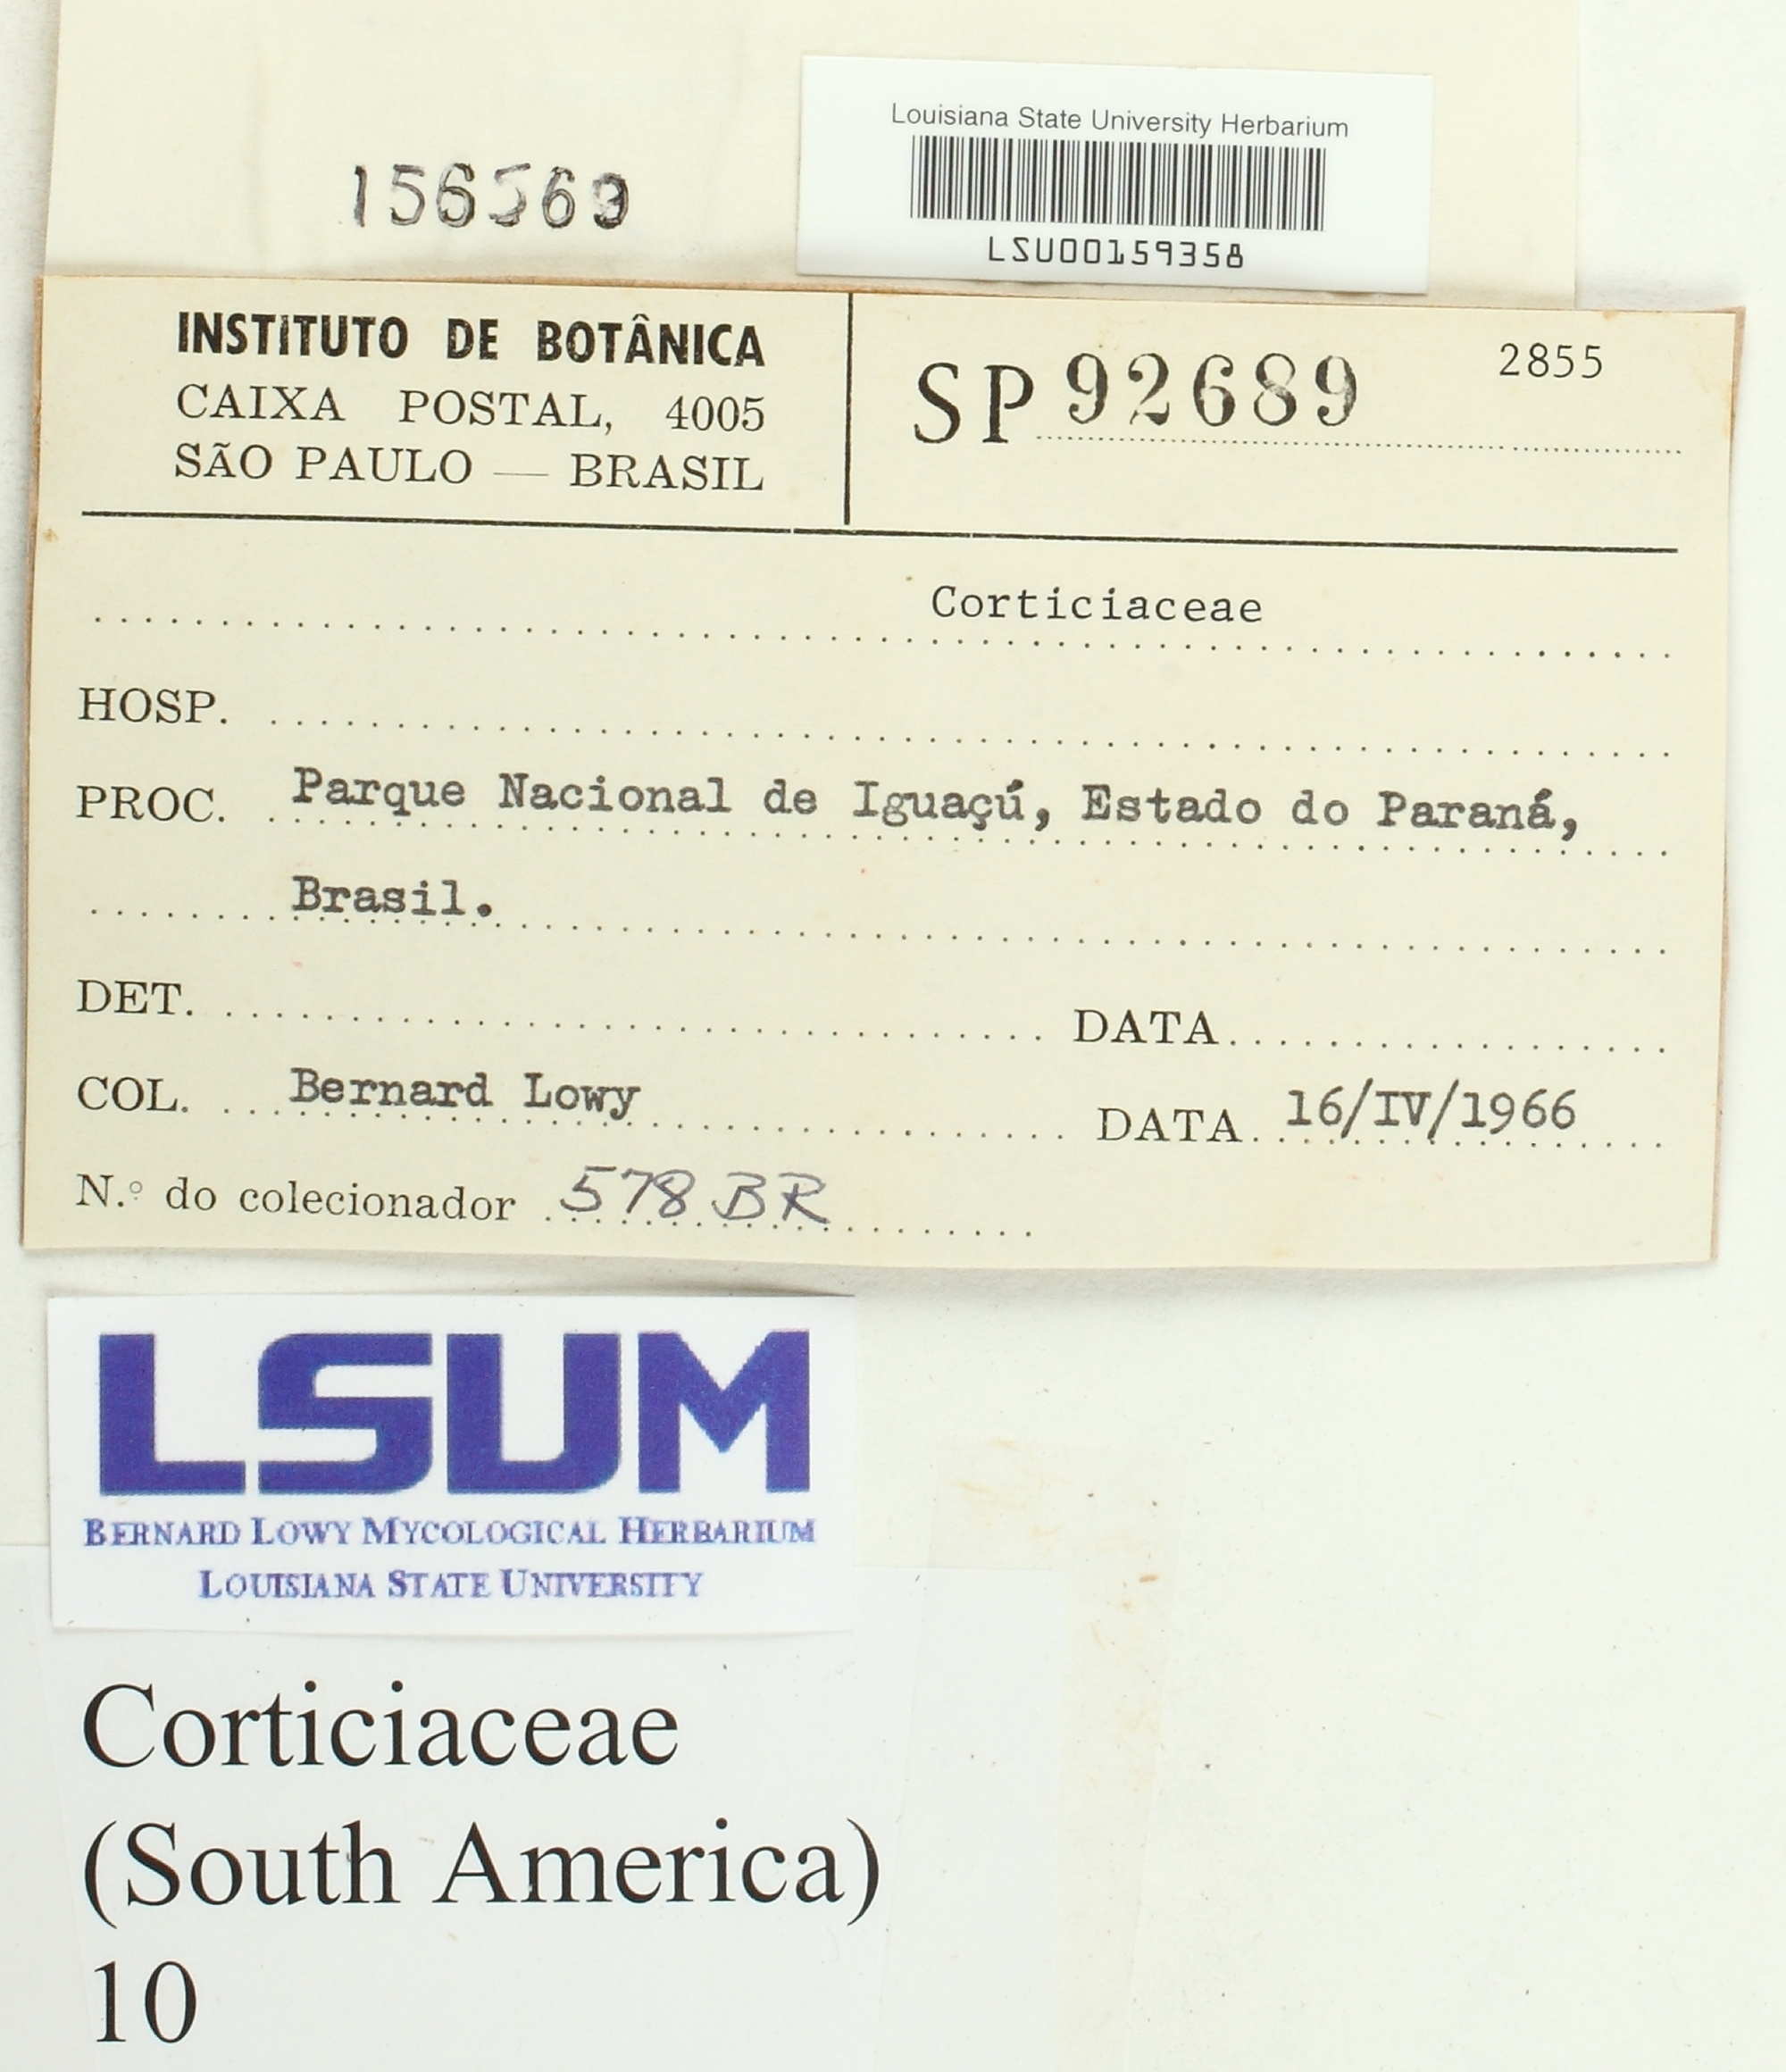 Louisiana State University Herbarium
156569
LSU00159358
INSTITUTO DE BOTÂNICA
CAIXA POSTAL, 4005
SÃO PAULO — BRASIL
SP 92689
2855
Corticiaceae
HOSP.
PROC. Parque Nacional de Iguaçú, Estado do Paraná,
Brasil.
DET. DATA
COL. Bernard Lowy DATA 16/IV/1966
N.º do colecionador 578 BR
LSUM
BERNARD LOWY MYCOLOGICAL HERBARIUM
LOUISIANA STATE UNIVERSITY
Corticiaceae
(South America)
10